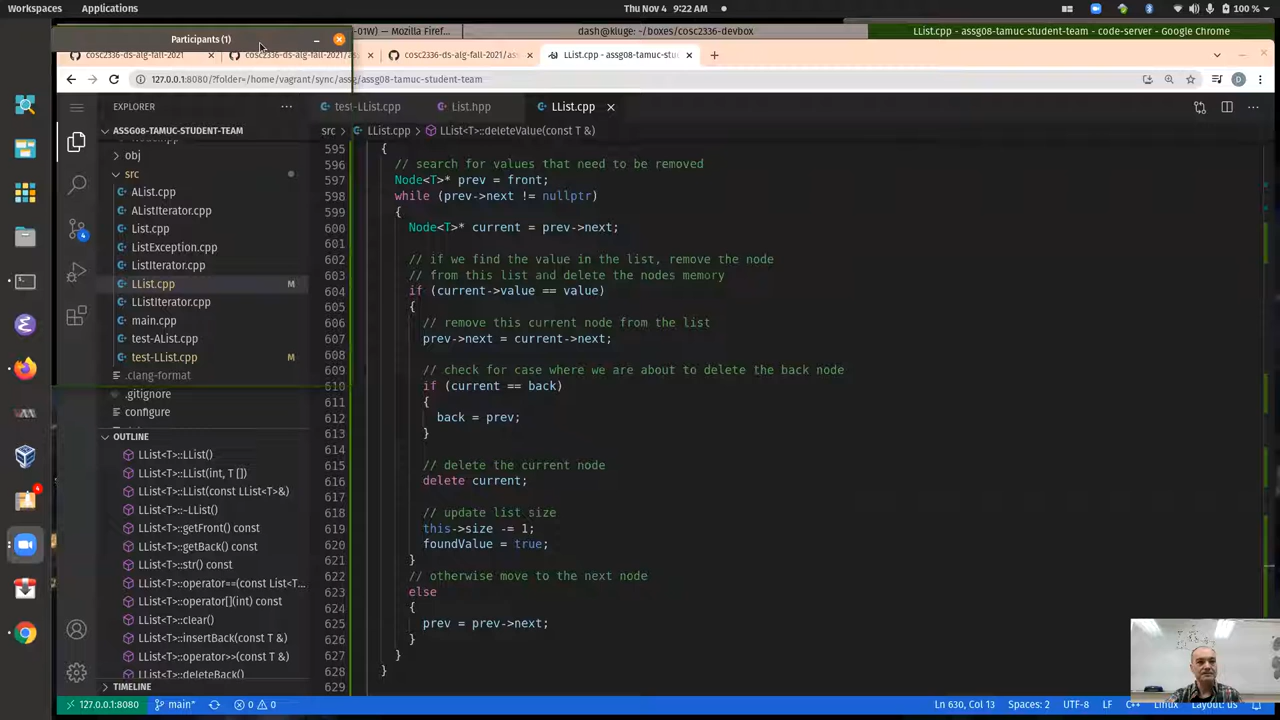 Workspaces Applications Thu Nov 4 9:22 AM 100 %
Participants (1) -01W) — Mozilla Firef... dash@kluge: ~/boxes/cosc2336-devbox LList.cpp - assg08-tamuc-student-team - code-server - Google Chrome
cosc2336-ds-alg-fall-2021 cosc2336-ds-alg-fall-2021/as cosc2336-ds-alg-fall-2021/a LList.cpp - assg08-tamuc-stu
127.0.0.1:8080/?folder=/home/vagrant/sync/assg/assg08-tamuc-student-team D
EXPLORER test-LList.cpp List.hpp LList.cpp
ASSG08-TAMUC-STUDENT-TEAM src LList.cpp LList<T>::deleteValue(const T &)
obj
src
AList.cpp
AListIterator.cpp
List.cpp
ListException.cpp
ListIterator.cpp
LList.cpp M
LListIterator.cpp
main.cpp
test-AList.cpp
test-LList.cpp M
.clang-format
.gitignore
configure
OUTLINE
LList<T>::LList()
LList<T>::LList(int, T [])
LList<T>::LList(const LList<T>&)
LList<T>::~LList()
LList<T>::getFront() const
LList<T>::getBack() const
LList<T>::str() const
LList<T>::operator==(const List<T...
LList<T>::operator[](int) const
LList<T>::clear()
LList<T>::insertBack(const T &)
LList<T>::operator>>(const T &)
LList<T>::deleteBack()
TIMELINE
4
4
595 {
596 // search for values that need to be removed
597 Node<T>* prev = front;
598 while (prev->next != nullptr)
599 {
600 Node<T>* current = prev->next;
601
602 // if we find the value in the list, remove the node
603 // from this list and delete the nodes memory
604 if (current->value == value)
605 {
606 // remove this current node from the list
607 prev->next = current->next;
608
609 // check for case where we are about to delete the back node
610 if (current == back)
611 {
612 back = prev;
613 }
614
615 // delete the current node
616 delete current;
617
618 // update list size
619 this->size -= 1;
620 foundValue = true;
621 }
622 // otherwise move to the next node
623 else
624 {
625 prev = prev->next;
626 }
627 }
628 }
629
127.0.0.1:8080 main* 0 0 Ln 630, Col 13 Spaces: 2 UTF-8 LF C++ Linux Layout: us